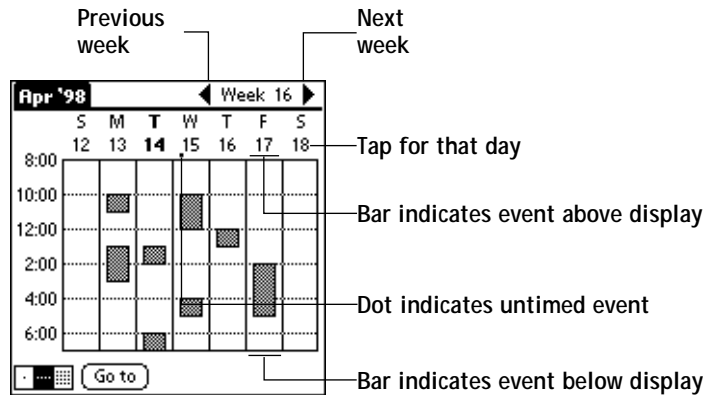 Previous week
Next week
Apr '98
Week 16
S M T W T F S
12 13 14 15 16 17 18
Tap for that day
8:00
10:00
Bar indicates event above display
12:00
2:00
4:00
Dot indicates untimed event
6:00
Go to
Bar indicates event below display